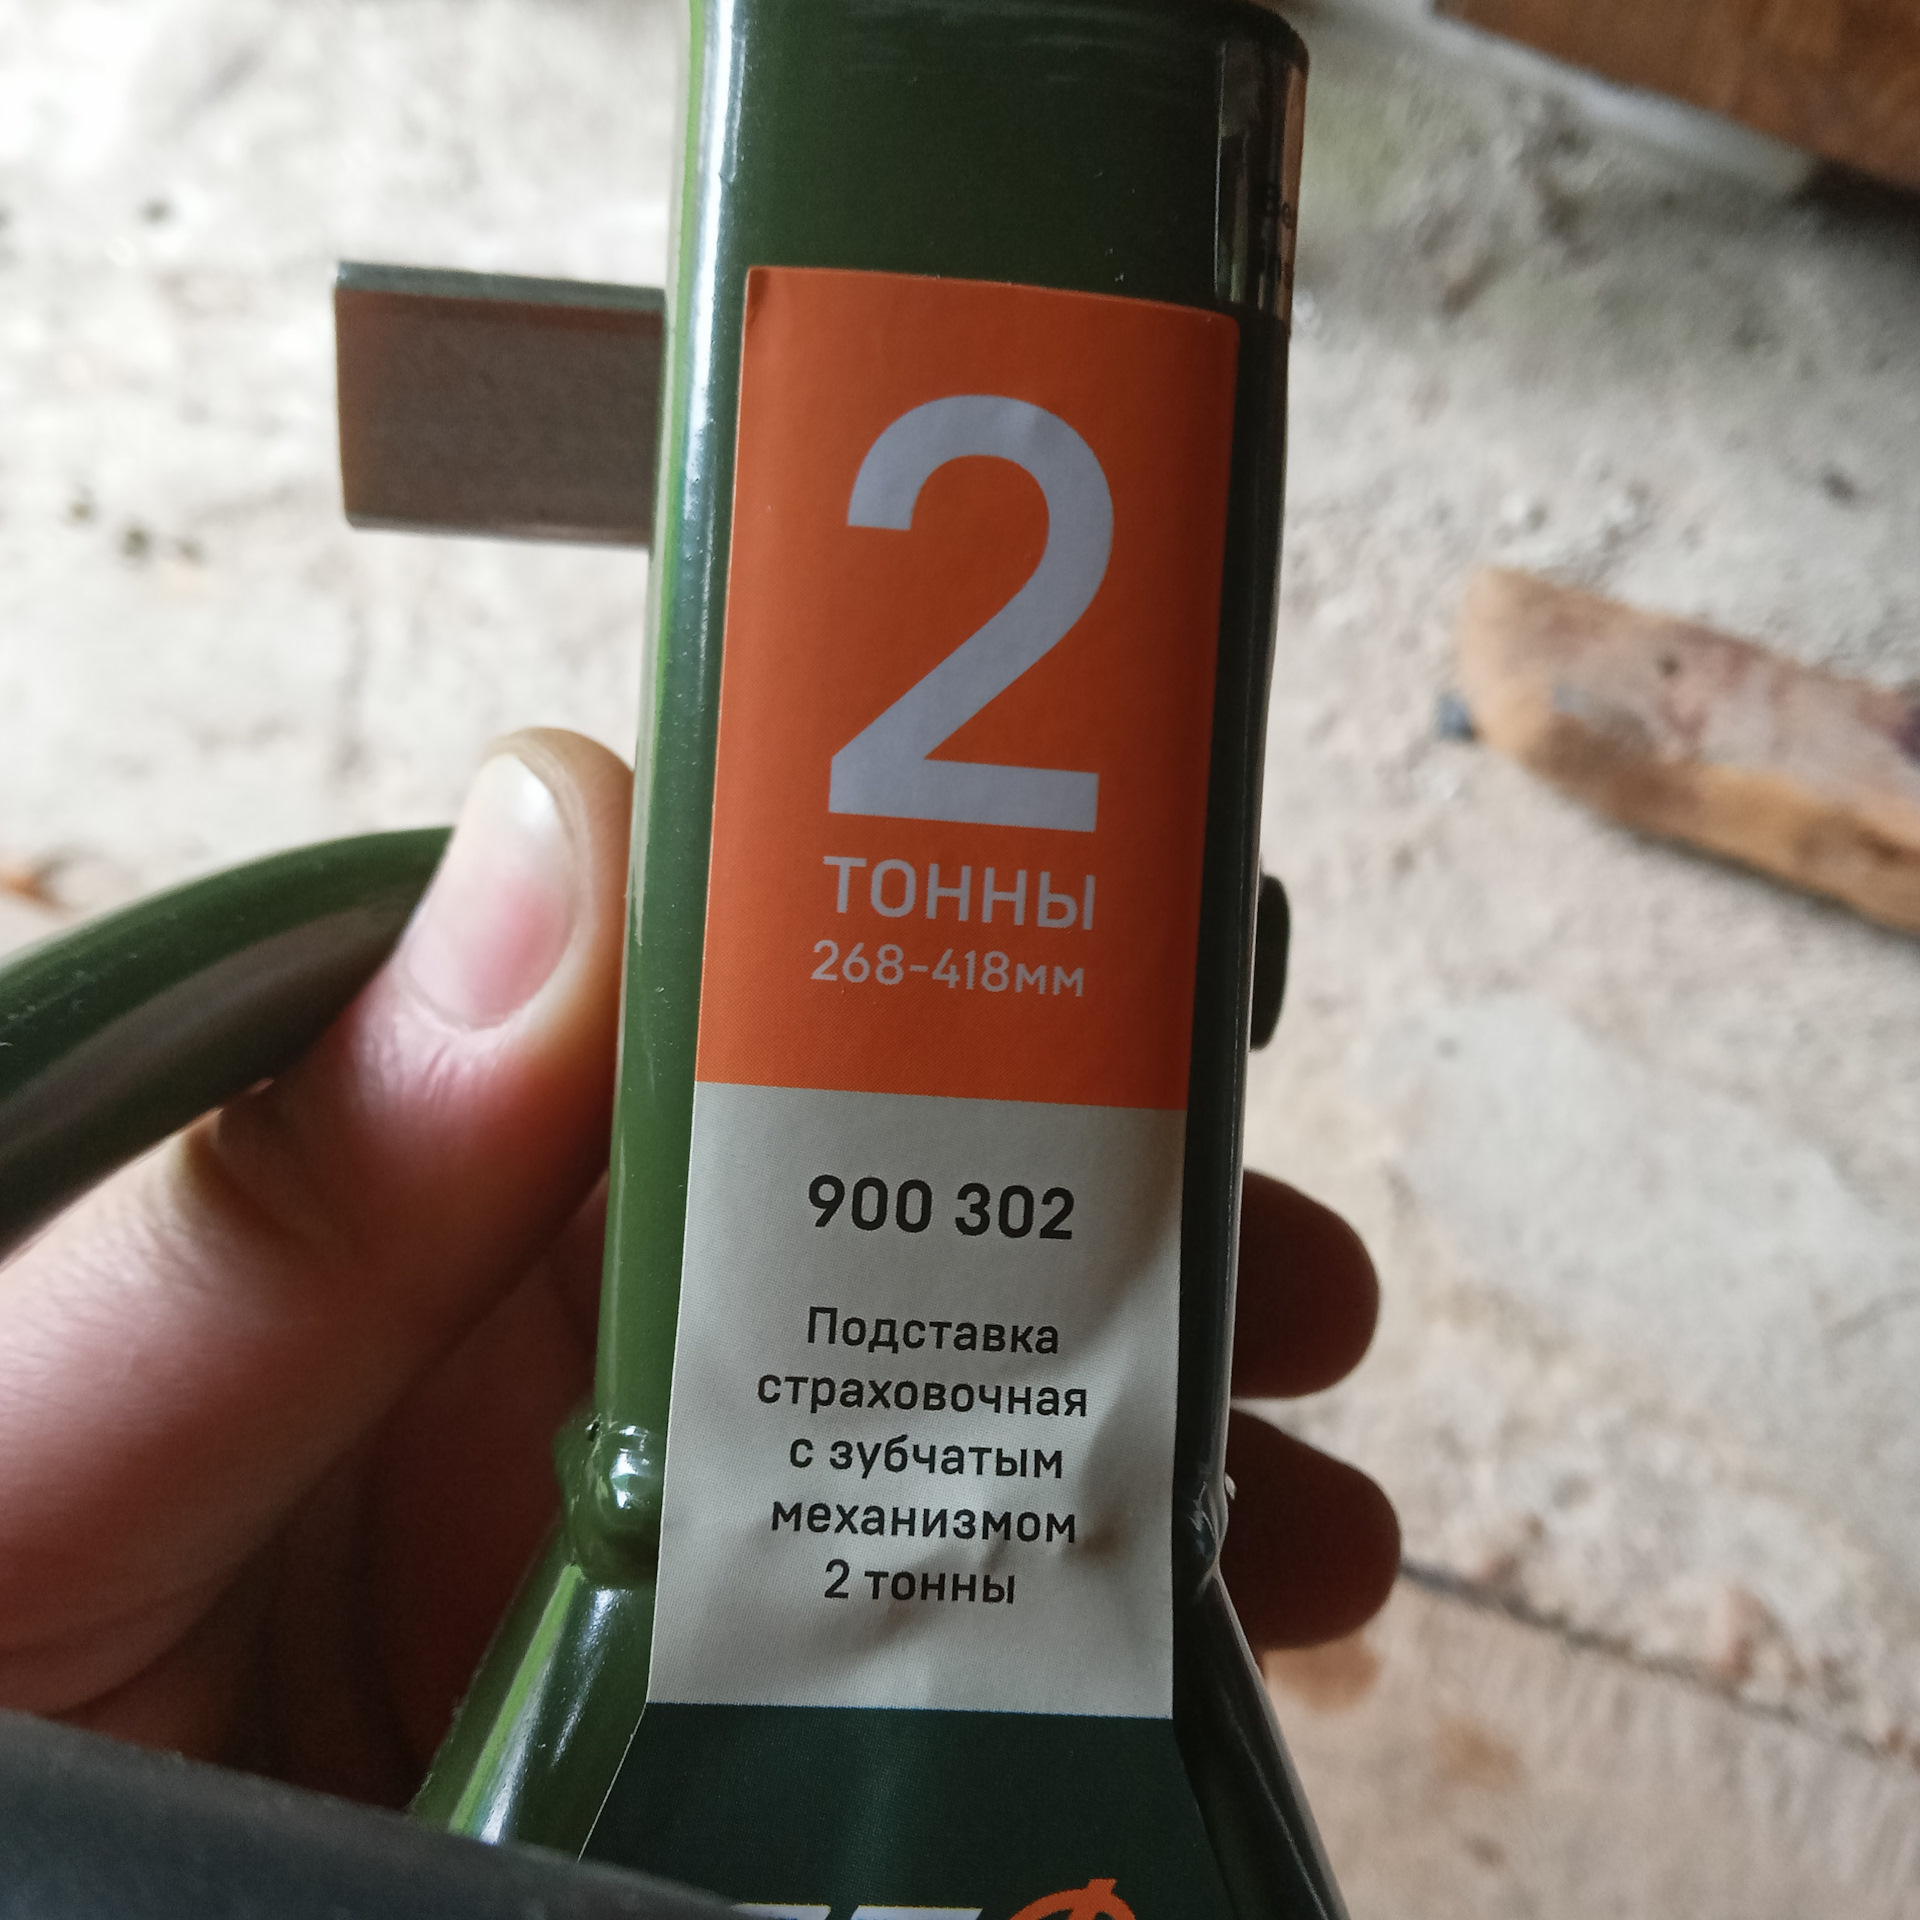 2
ТОННЫ
268-418мм
900 302
Подставка
страховочная
с зубчатым
механизмом
2 тонны